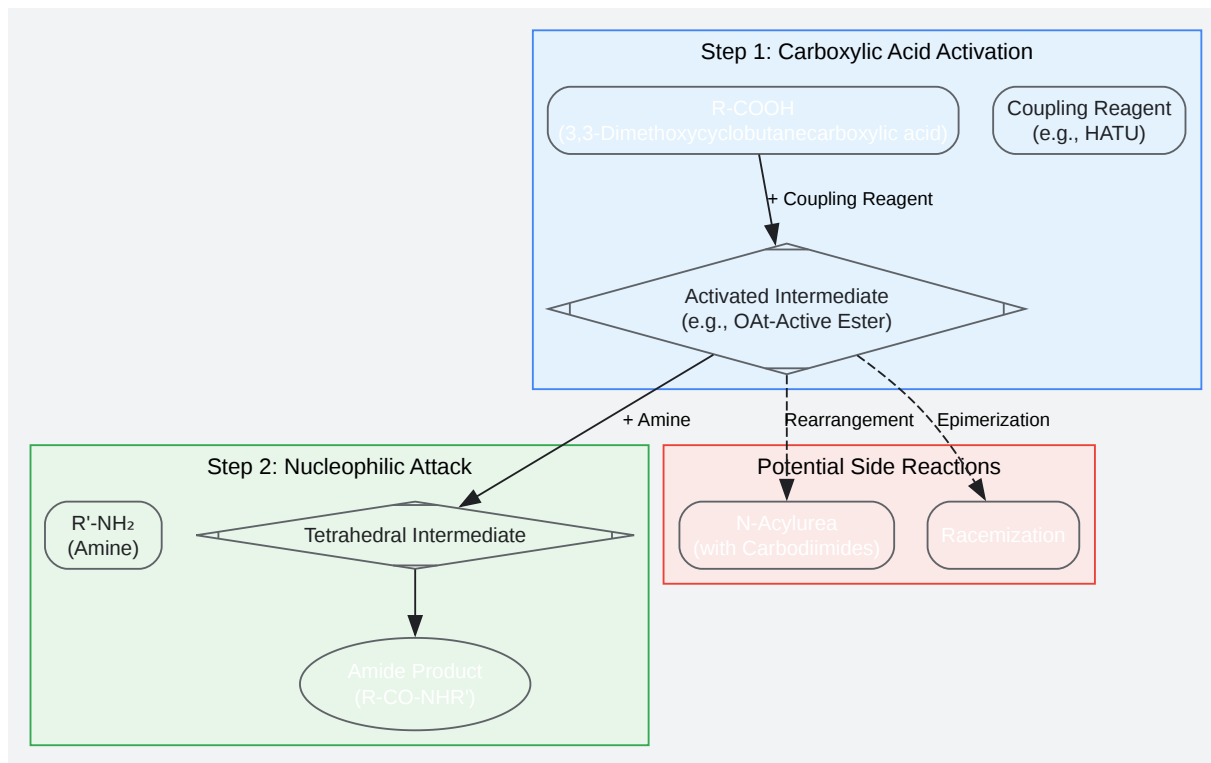 Step 1: Carboxylic Acid Activation
R-COOH
(3,3-Dimethoxycyclobutanecarboxylic acid)
Coupling Reagent
(e.g., HATU)
+ Coupling Reagent
Activated Intermediate
(e.g., OAt-Active Ester)
+ Amine
Rearrangement
Epimerization
Step 2: Nucleophilic Attack
R'-NH₂
(Amine)
Tetrahedral Intermediate
Amide Product
(R-CO-NHR')
Potential Side Reactions
N-Acylurea
(with Carbodiimides)
Racemization